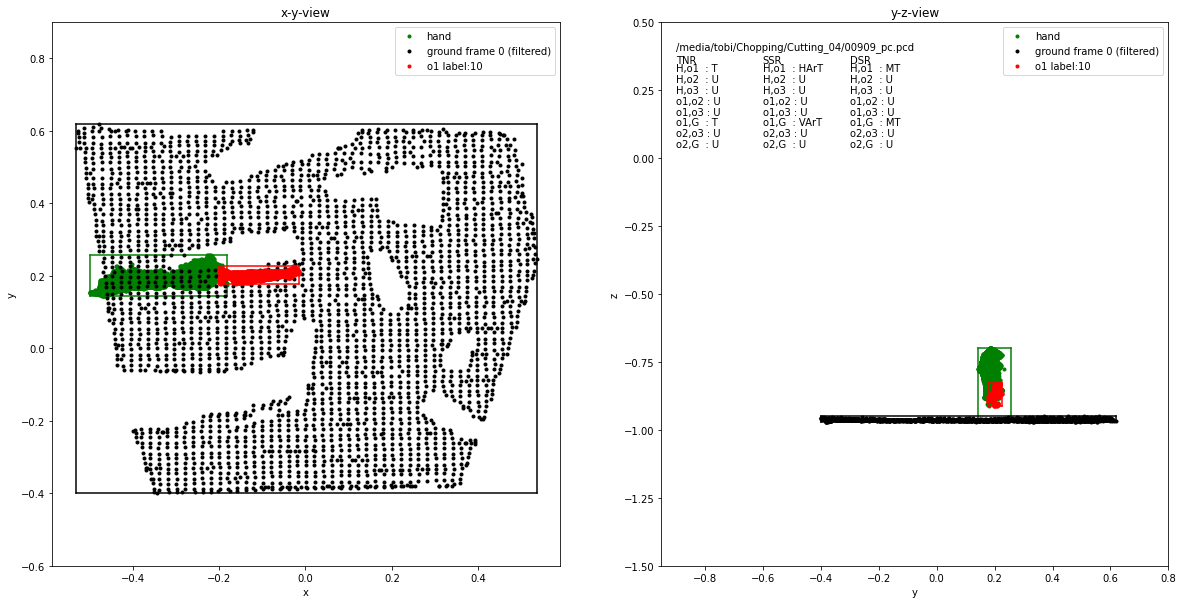 x-y-view
y
0.8
0.6
0.4
0.2
0.0
−0.2
−0.4
−0.6
−0.4
−0.2
0.0
0.2
0.4
x
hand
ground frame 0 (filtered)
o1 label:10
y-z-view
z
0.50
0.25
0.00
−0.25
−0.50
−0.75
−1.00
−1.25
−1.50
−0.8
−0.6
−0.4
−0.2
0.0
0.2
0.4
0.6
0.8
y
/media/tobi/Chopping/Cutting_04/00909_pc.pcd
TNR SSR DSR
H,o1 : T H,o1 : HArT H,o1 : MT
H,o2 : U H,o2 : U H,o2 : U
H,o3 : U H,o3 : U H,o3 : U
o1,o2 : U o1,o2 : U o1,o2 : U
o1,o3 : U o1,o3 : U o1,o3 : U
o1,G : T o1,G : VArT o1,G : MT
o2,o3 : U o2,o3 : U o2,o3 : U
o2,G : U o2,G : U o2,G : U
hand
ground frame 0 (filtered)
o1 label:10